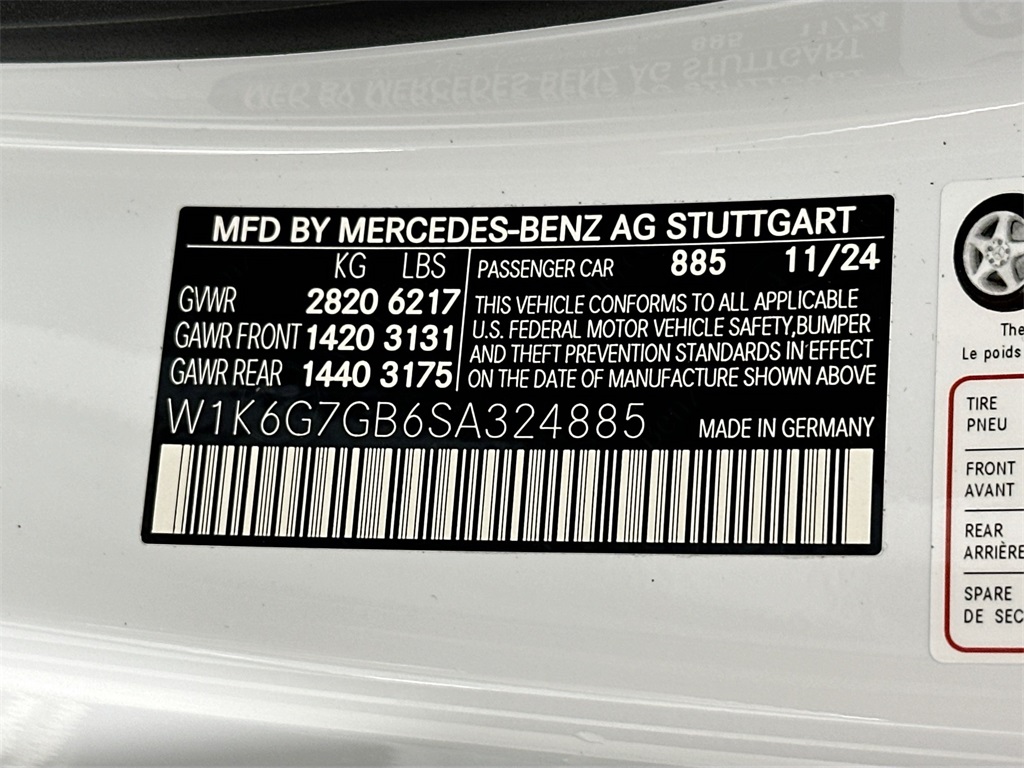 MFD BY MERCEDES-BENZ AG STUTTGART
KG LBS
GVWR 2820 6217
GAWR FRONT 1420 3131
GAWR REAR 1440 3175
PASSENGER CAR 885 11/24
THIS VEHICLE CONFORMS TO ALL APPLICABLE
U.S. FEDERAL MOTOR VEHICLE SAFETY,BUMPER
AND THEFT PREVENTION STANDARDS IN EFFECT
ON THE DATE OF MANUFACTURE SHOWN ABOVE
W1K6G7GB6SA324885
MADE IN GERMANY
The
Le poids
TIRE
PNEU
FRONT
AVANT
REAR
ARRIÈRE
SPARE
DE SEC